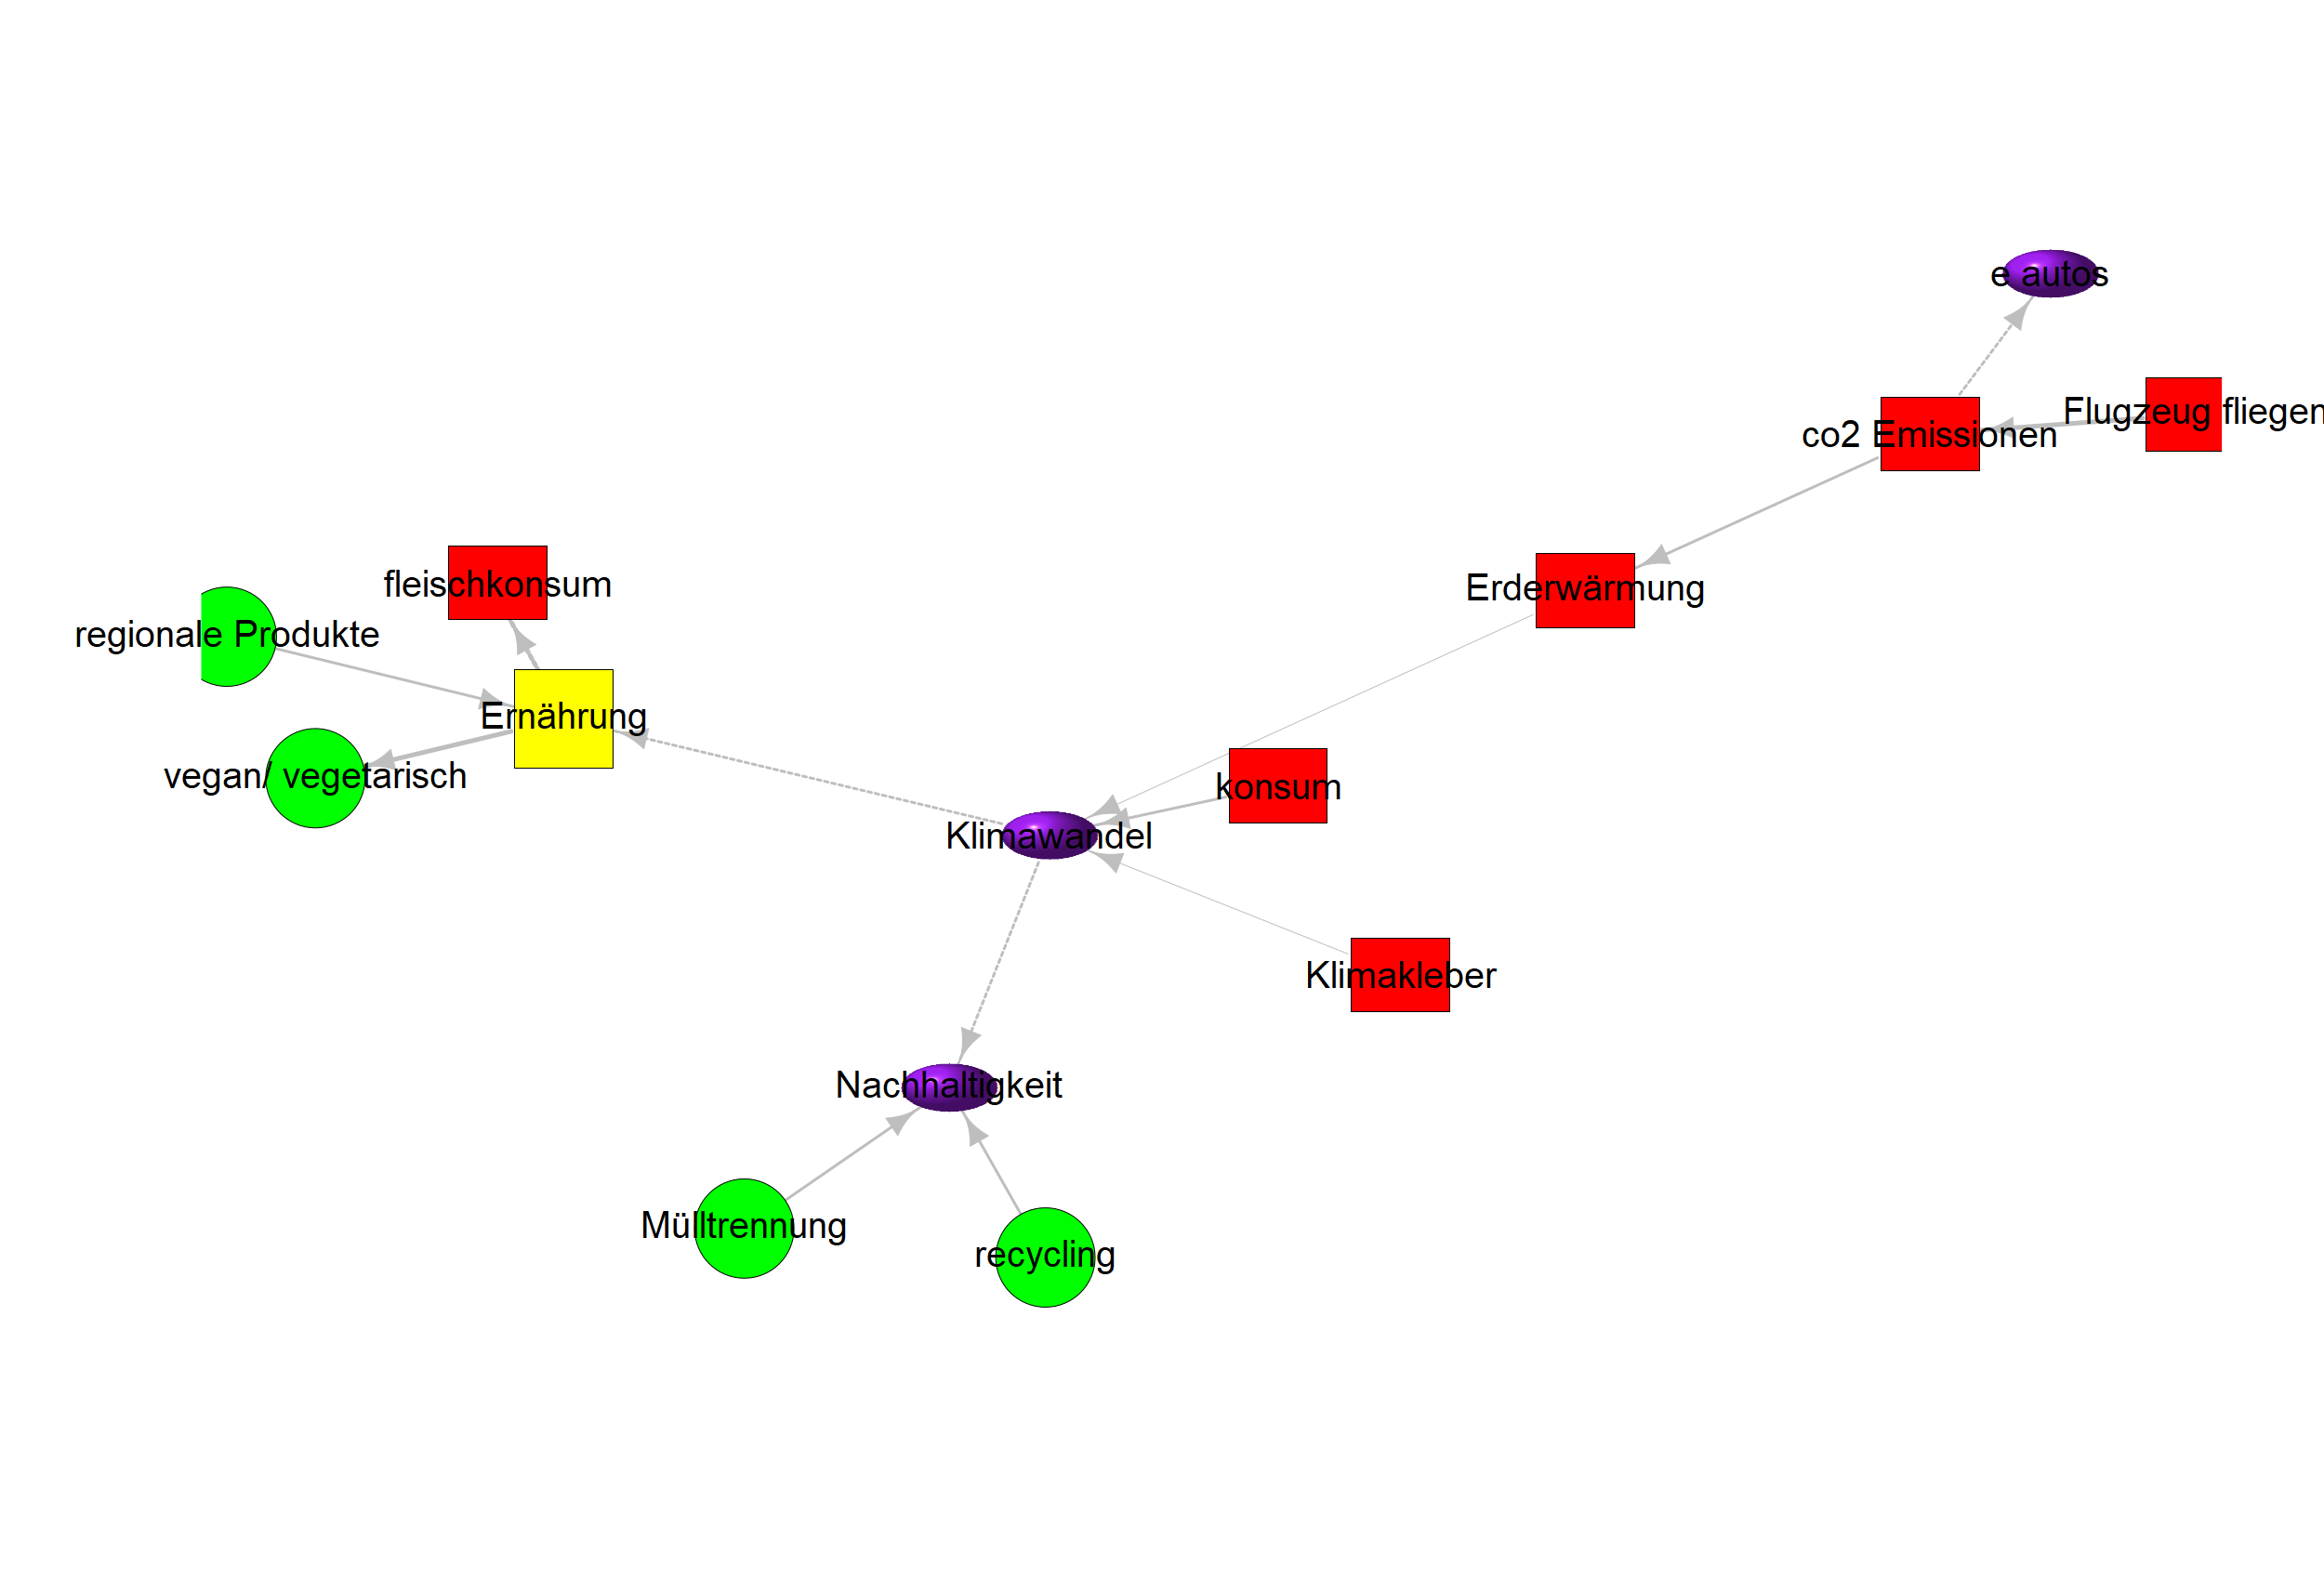 e autos
Flugzeug fliegen
co2 Emissionen
fleischkonsum
Erderwärmung
regionale Produkte
Ernährung
vegan/ vegetarisch
konsum
Klimawandel
Klimakleber
Nachhaltigkeit
Mülltrennung
recycling